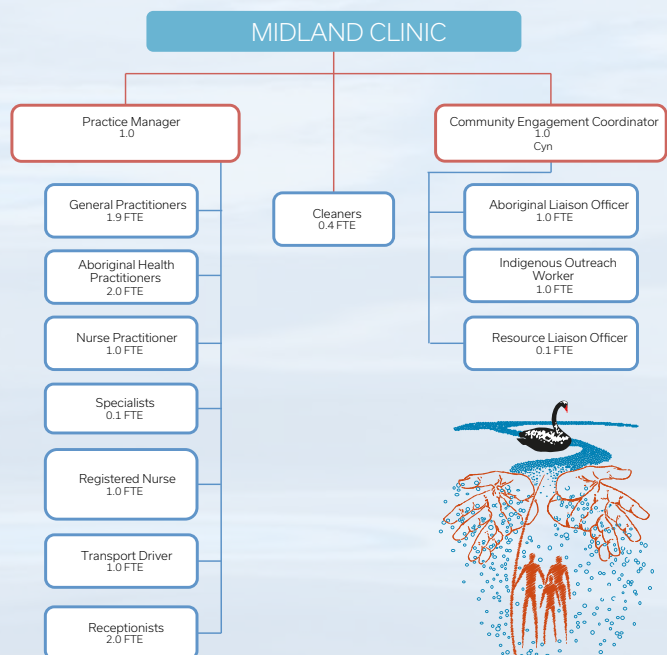 MIDLAND CLINIC
Practice Manager
1.0
General Practitioners
1.9 FTE
Aboriginal Health
Practitioners
2.0 FTE
Nurse Practitioner
1.0 FTE
Specialists
0.1 FTE
Registered Nurse
1.0 FTE
Transport Driver
1.0 FTE
Receptionists
2.0 FTE
Cleaners
0.4 FTE
Community Engagement Coordinator
1.0
Cyn
Aboriginal Liaison Officer
1.0 FTE
Indigenous Outreach
Worker
1.0 FTE
Resource Liaison Officer
0.1 FTE